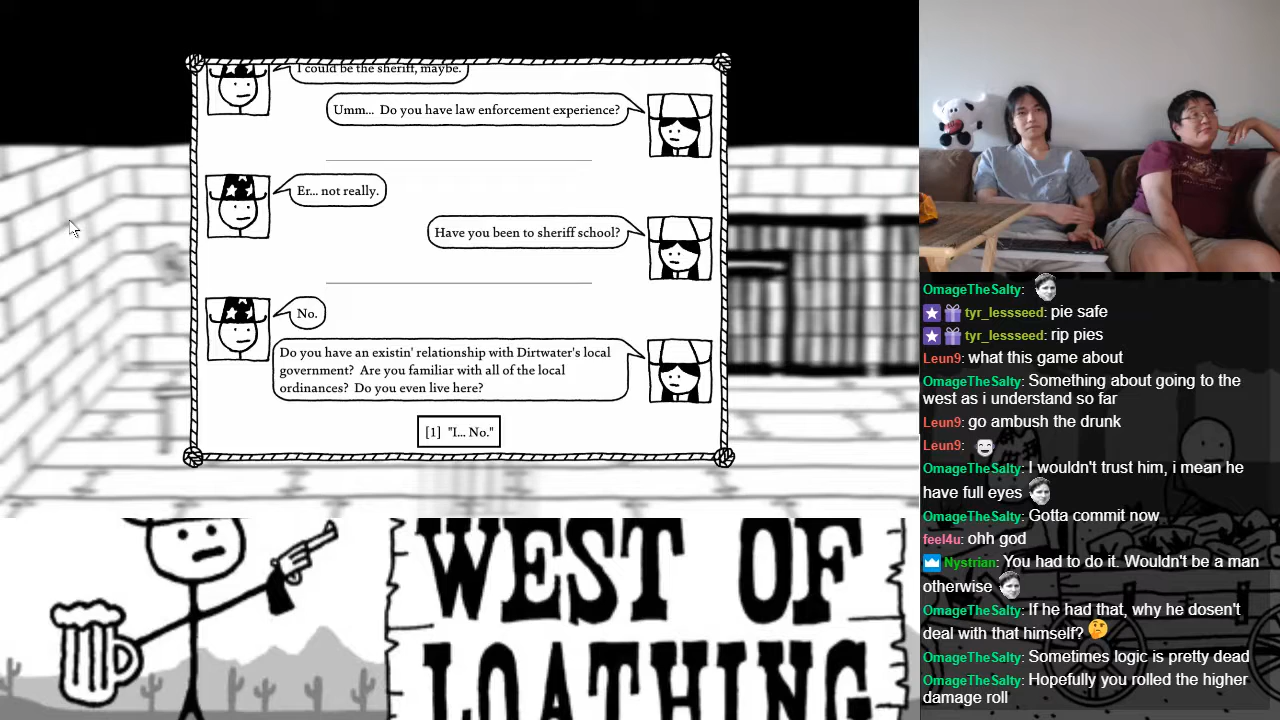 I could be the sheriff, maybe.
Umm... Do you have law enforcement experience?
Er... not really.
Have you been to sheriff school?
No.
Do you have an existin' relationship with Dirtwater's local
government? Are you familiar with all of the local
ordinances? Do you even live here?
[1] "I... No."
WEST OF
LOATHING
OmageTheSalty:
tyr_lessseed: pie safe
tyr_lessseed: rip pies
Leun9: what this game about
OmageTheSalty: Something about going to the
west as i understand so far
Leun9: go ambush the drunk
Leun9:
OmageTheSalty: I wouldn't trust him, i mean he
have full eyes
OmageTheSalty: Gotta commit now
feel4u: ohh god
Nystrian: You had to do it. Wouldn't be a man
otherwise
OmageTheSalty: If he had that, why he dosen't
deal with that himself?
OmageTheSalty: Sometimes logic is pretty dead
OmageTheSalty: Hopefully you rolled the higher
damage roll